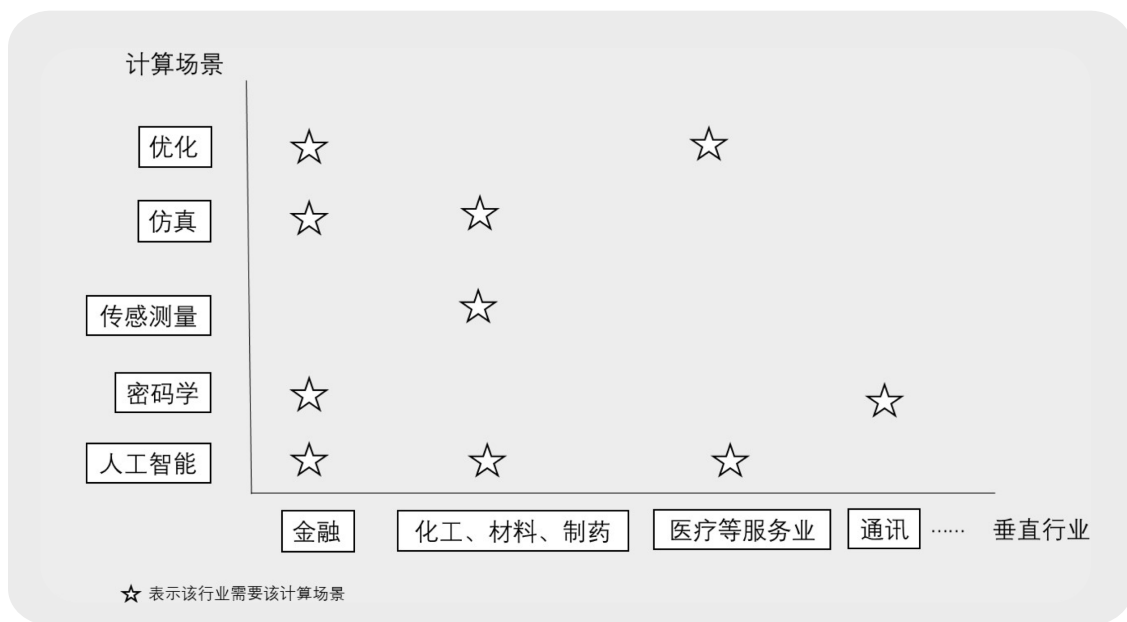 计算场景
优化
仿真
传感测量
密码学
人工智能
金融
化工、材料、制药
医疗等服务业
通讯
……
垂直行业
☆ 表示该行业需要该计算场景